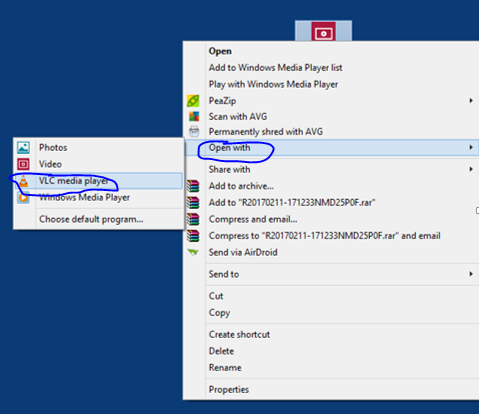 Open
Add to Windows Media Player list
Play with Windows Media Player
PeaZip
Scan with AVG
Permanently shred with AVG
Open with
Photos
Video
VLC media player
Windows Media Player
Choose default program...
Share with
Add to archive...
Add to "R20170211-171233NMD25P0F.rar"
Compress and email...
Compress to "R20170211-171233NMD25P0F.rar" and email
Send via AirDroid
Send to
Cut
Copy
Create shortcut
Delete
Rename
Properties